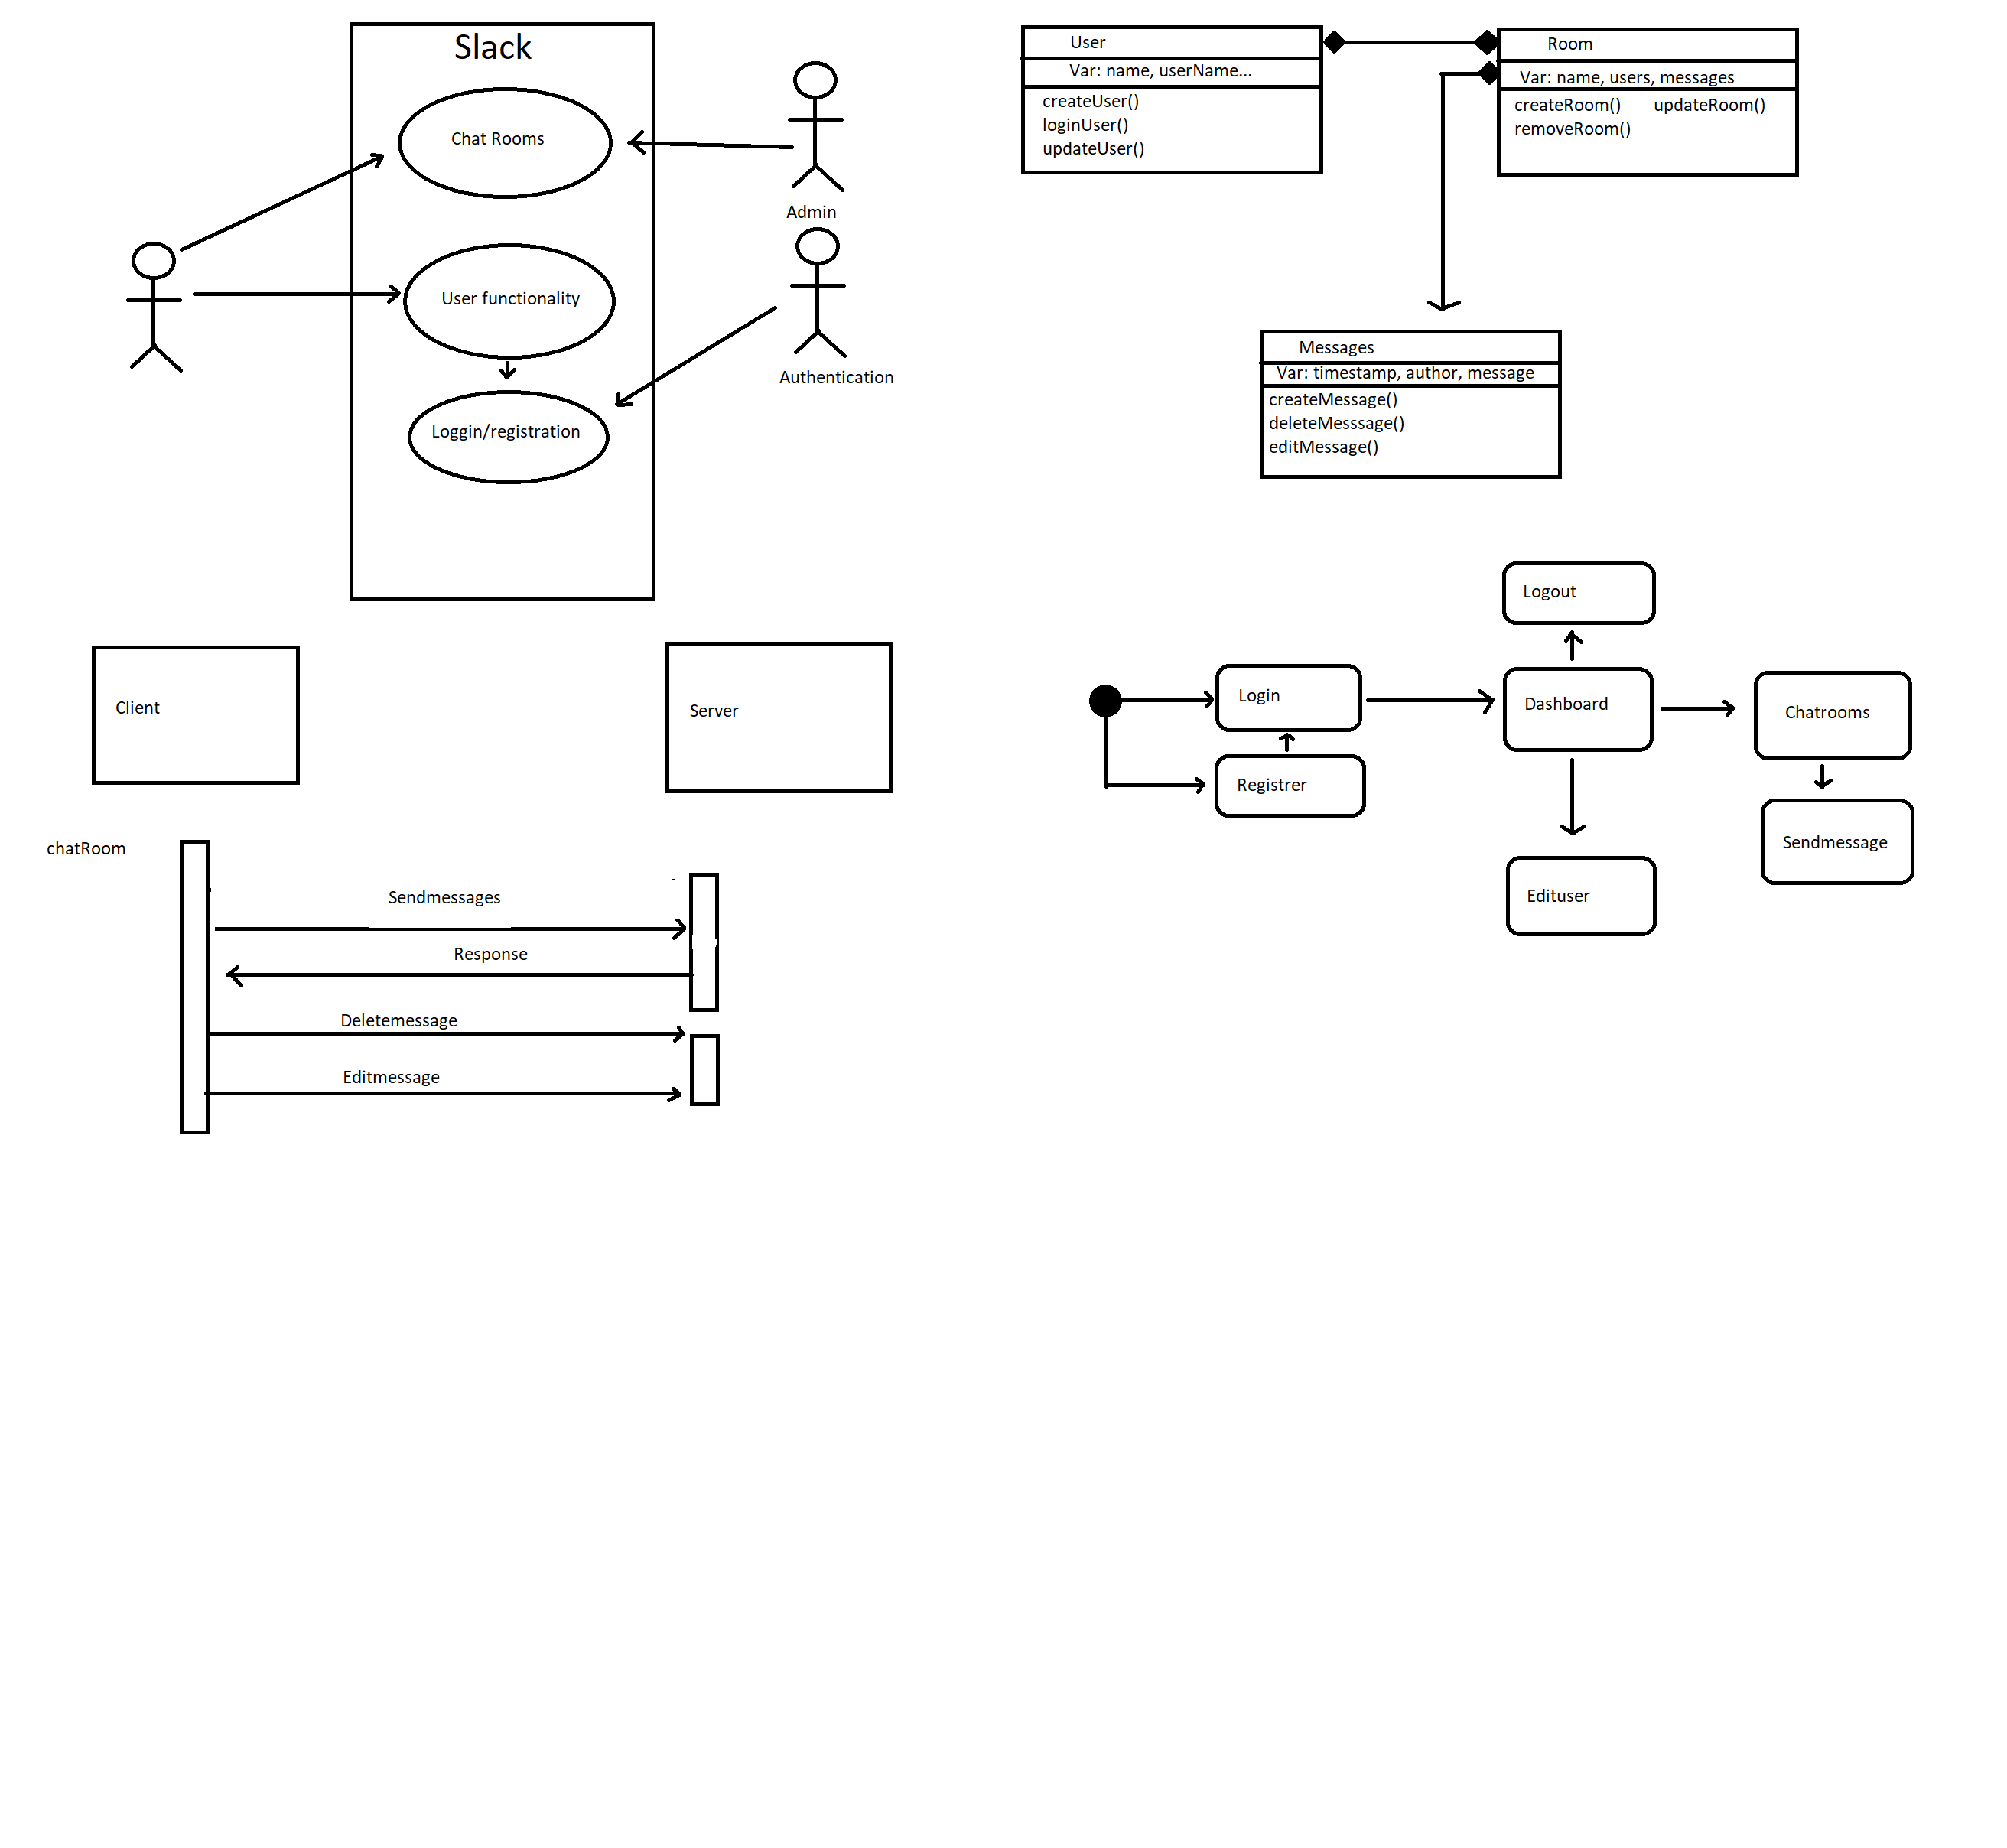 Slack
Chat Rooms
Admin
User functionality
Authentication
Loggin/registration
User
Var: name, userName...
createUser()
loginUser()
updateUser()
Room
Var: name, users, messages
createRoom() updateRoom()
removeRoom()
Messages
Var: timestamp, author, message
createMessage()
deleteMesssage()
editMessage()
Client
Server
chatRoom
Sendmessages
Response
Deletemessage
Editmessage
Logout
Login
Dashboard
Chatrooms
Registrer
Sendmessage
Edituser